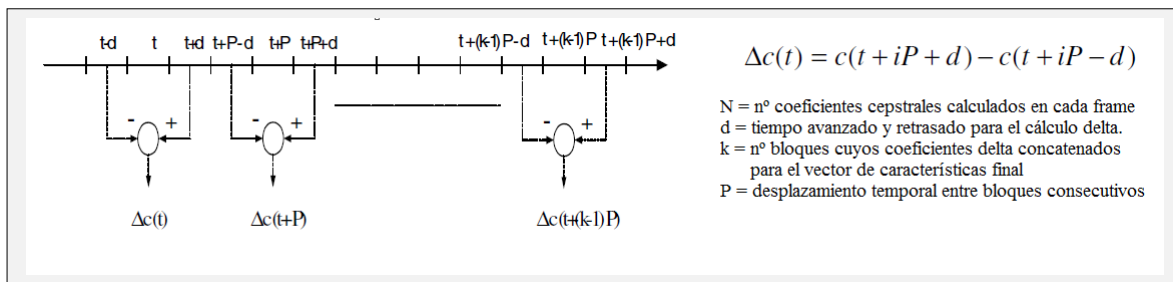 t-d t t+d t+P-d t+P t+P+d t+(k-1)P-d t+(k-1)P t+(k-1)P+d
- + - + - +
Δc(t) Δc(t+P) Δc(t+(k-1)P)
Δc(t) = c(t + iP + d) − c(t + iP − d)
N = nº coeficientes cepstrales calculados en cada frame
d = tiempo avanzado y retrasado para el cálculo delta.
k = nº bloques cuyos coeficientes delta concatenados
para el vector de características final
P = desplazamiento temporal entre bloques consecutivos